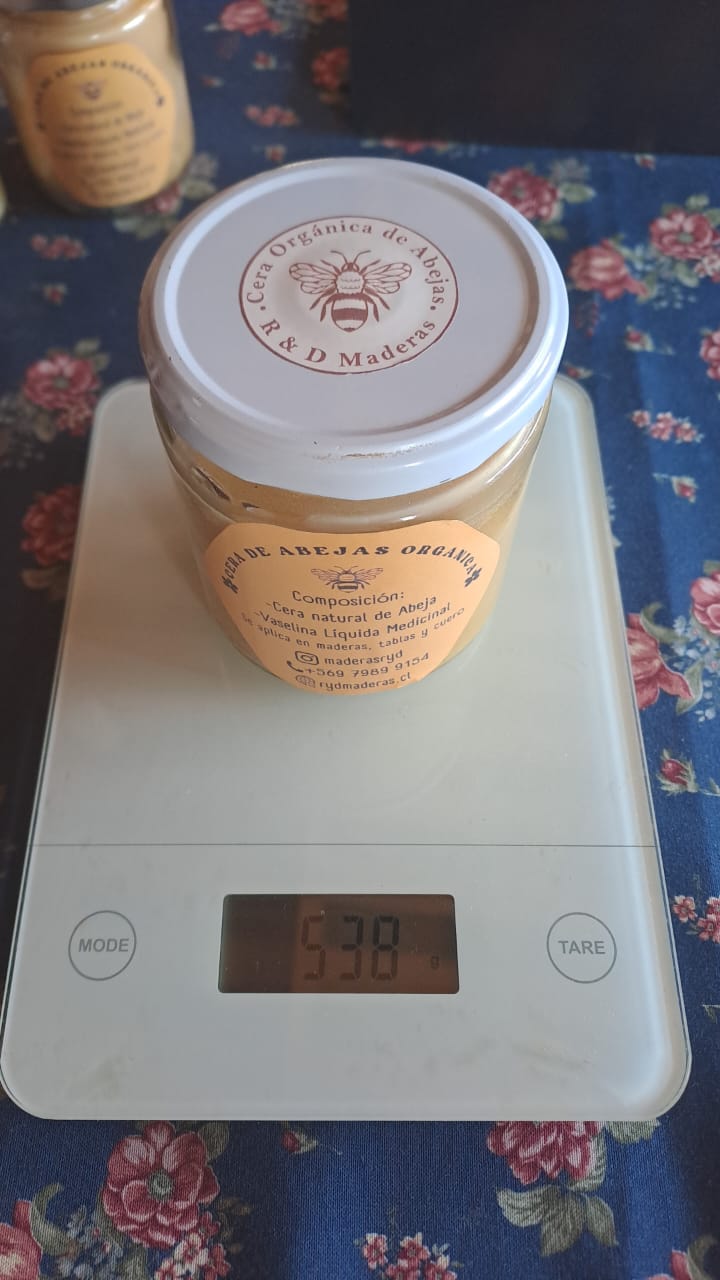 Cera Orgánica de Abejas
R & D Maderas
CERA DE ABEJAS ORGANICA
Composición:
-Cera natural de Abeja
-Vaselina Líquida Medicinal
Se aplica en maderas, tablas y cuero
maderasryd
+569 7989 9154
rydmaderas.cl
538 g
MODE
TARE